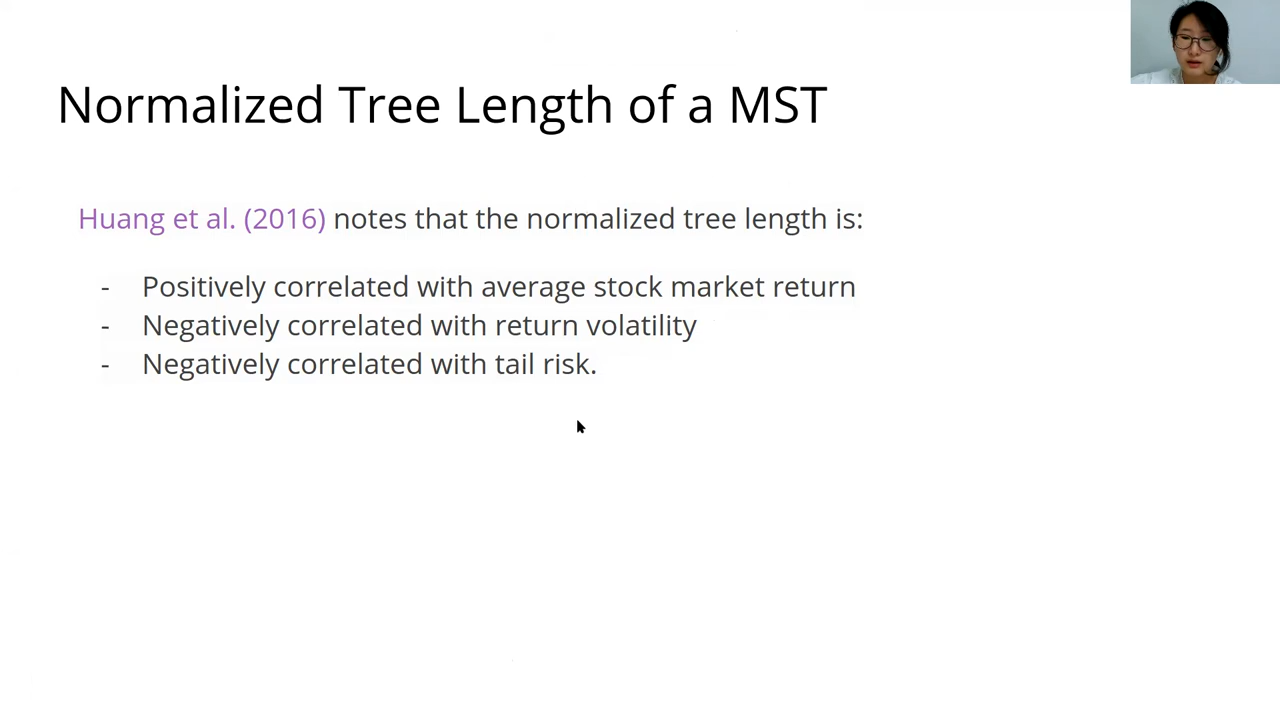 Normalized Tree Length of a MST
Huang et al. (2016) notes that the normalized tree length is:
- Positively correlated with average stock market return
- Negatively correlated with return volatility
- Negatively correlated with tail risk.